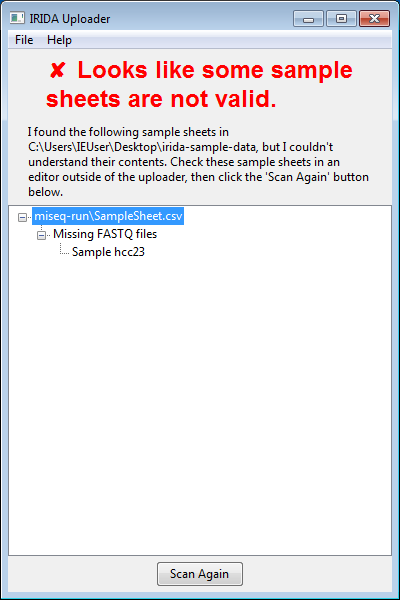 IRIDA Uploader
File Help
✘ Looks like some sample
sheets are not valid.
I found the following sample sheets in
C:\Users\IEUser\Desktop\irida-sample-data, but I couldn't
understand their contents. Check these sample sheets in an
editor outside of the uploader, then click the 'Scan Again' button
below.
miseq-run\SampleSheet.csv
Missing FASTQ files
Sample hcc23
Scan Again